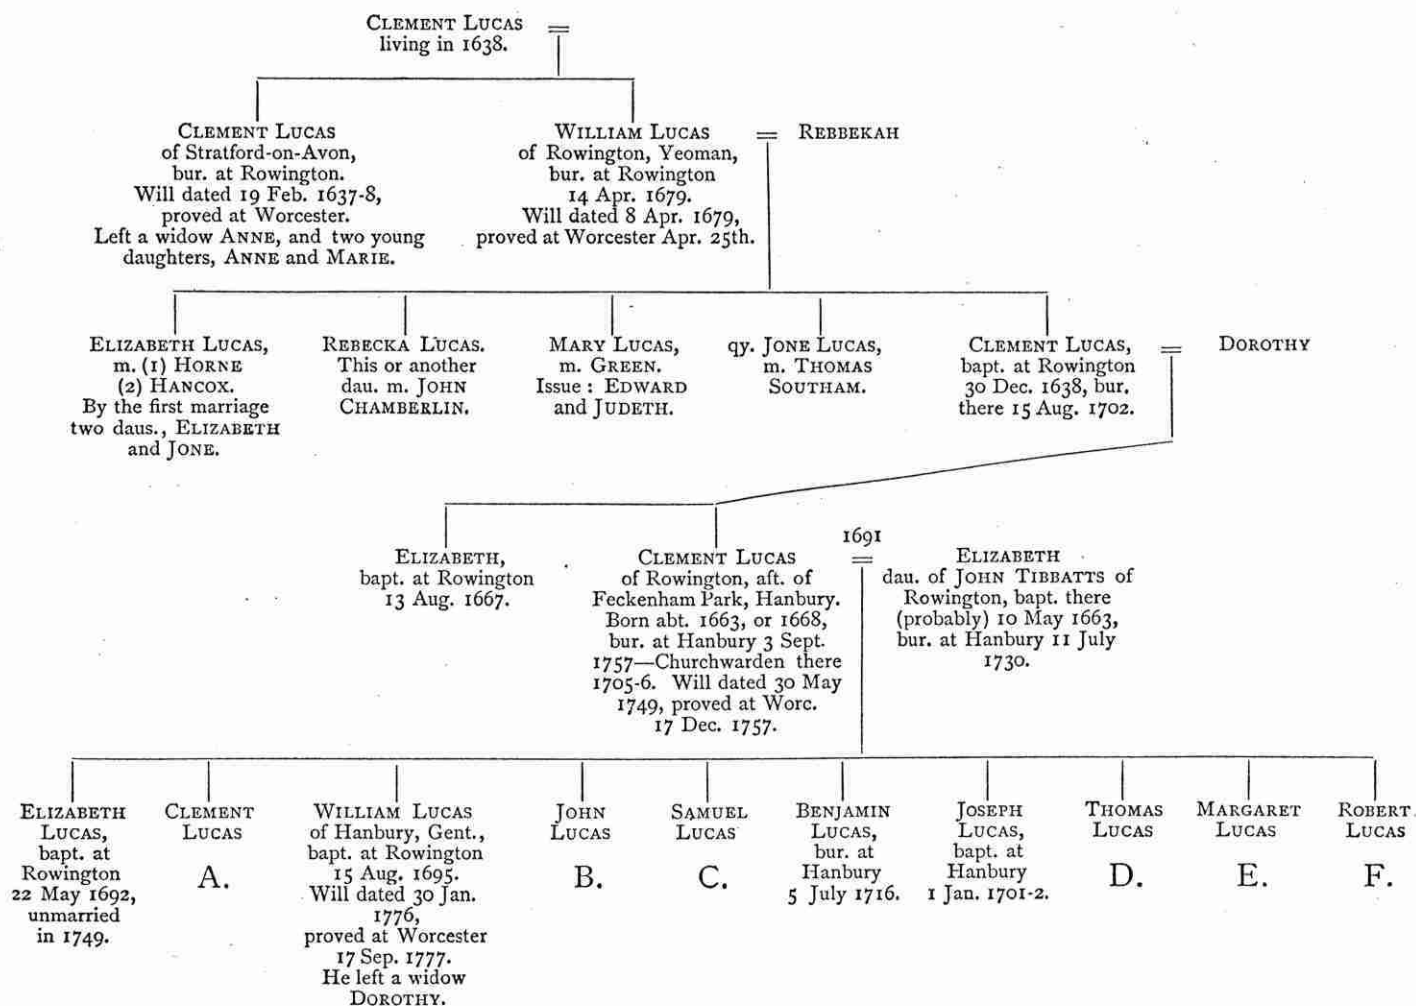 CLEMENT LUCAS =
living in 1638.
CLEMENT LUCAS
of Stratford-on-Avon,
bur. at Rowington.
Will dated 19 Feb. 1637-8,
proved at Worcester.
Left a widow ANNE, and two young
daughters, ANNE and MARIE.
WILLIAM LUCAS
of Rowington, Yeoman,
bur. at Rowington
14 Apr. 1679.
Will dated 8 Apr. 1679,
proved at Worcester Apr. 25th.
= REBBEKAH
ELIZABETH LUCAS,
m. (1) HORNE
(2) HANCOX.
By the first marriage
two daus., ELIZABETH
and JONE.
REBECKA LUCAS.
This or another
dau. m. JOHN
CHAMBERLIN.
MARY LUCAS,
m. GREEN.
Issue : EDWARD
and JUDETH.
qy. JONE LUCAS,
m. THOMAS
SOUTHAM.
CLEMENT LUCAS,
bapt. at Rowington
30 Dec. 1638, bur.
there 15 Aug. 1702.
= DOROTHY
ELIZABETH,
bapt. at Rowington
13 Aug. 1667.
CLEMENT LUCAS
of Rowington, aft. of
Feckenham Park, Hanbury.
Born abt. 1663, or 1668,
bur. at Hanbury 3 Sept.
1757—Churchwarden there
1705-6. Will dated 30 May
1749, proved at Worc.
17 Dec. 1757.
1691
=
ELIZABETH
dau. of JOHN TIBBATTS of
Rowington, bapt. there
(probably) 10 May 1663,
bur. at Hanbury 11 July
1730.
ELIZABETH
LUCAS,
bapt. at
Rowington
22 May 1692,
unmarried
in 1749.
CLEMENT
LUCAS
A.
WILLIAM LUCAS
of Hanbury, Gent.,
bapt. at Rowington
15 Aug. 1695.
Will dated 30 Jan.
1776,
proved at Worcester
17 Sep. 1777.
He left a widow
DOROTHY.
JOHN
LUCAS
B.
SAMUEL
LUCAS
C.
BENJAMIN
LUCAS,
bur. at
Hanbury
5 July 1716.
JOSEPH
LUCAS,
bapt. at
Hanbury
1 Jan. 1701-2.
THOMAS
LUCAS
D.
MARGARET
LUCAS
E.
ROBERT
LUCAS
F.